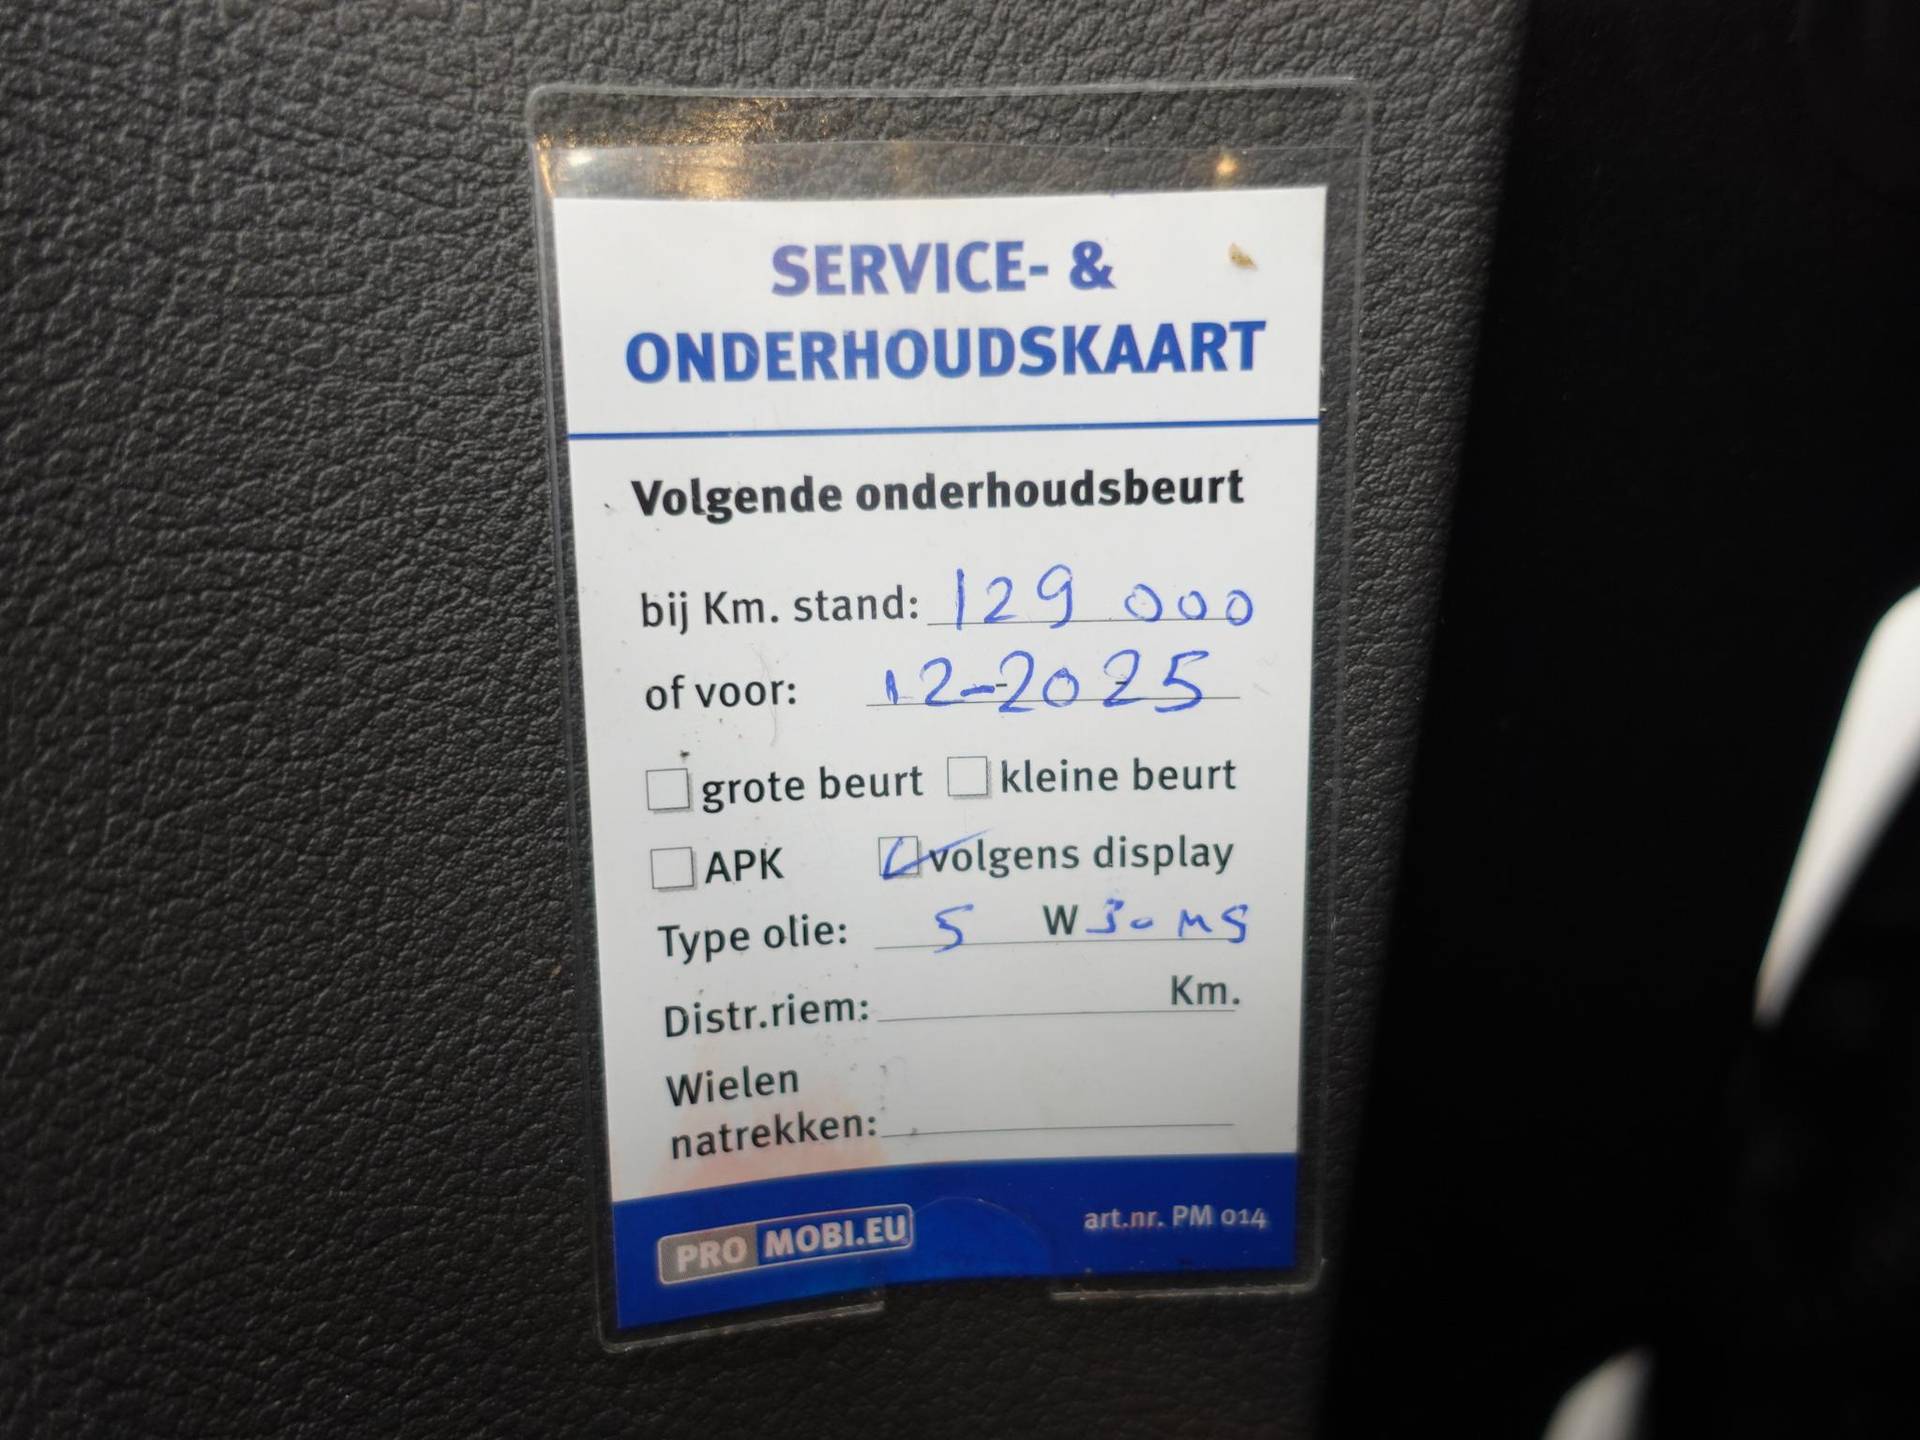 SERVICE- &
ONDERHOUDSKAART
Volgende onderhoudsbeurt
bij Km. stand: 129 000
of voor: 12-2025
grote beurt kleine beurt
APK volgens display
Type olie: 5 W 30 MS
Distr.riem: Km.
Wielen
natrekken:
PRO MOBI.EU art.nr. PM 014